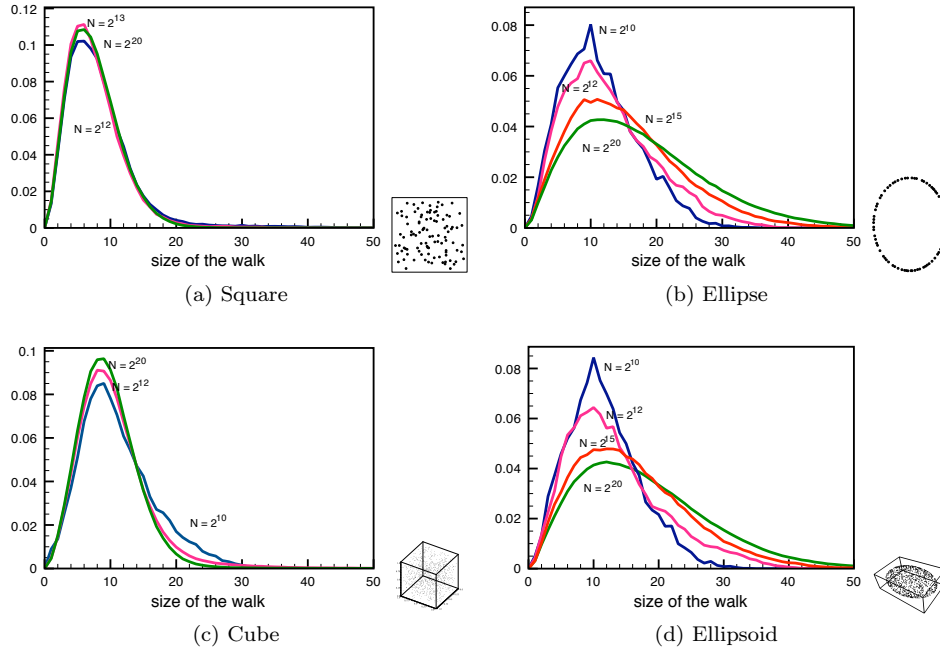 0.12
0.1
0.08
0.06
0.04
0.02
0
0 10 20 30 40 50
N = 2^13
N = 2^20
N = 2^12
size of the walk
(a) Square
0.08
0.06
0.04
0.02
0
0 10 20 30 40 50
N = 2^10
N = 2^12
N = 2^15
N = 2^20
size of the walk
(b) Ellipse
0.1
0.08
0.06
0.04
0.02
0
0 10 20 30 40 50
N = 2^20
N = 2^12
N = 2^10
size of the walk
(c) Cube
0.08
0.06
0.04
0.02
0
0 10 20 30 40 50
N = 2^10
N = 2^12
N = 2^15
N = 2^20
size of the walk
(d) Ellipsoid